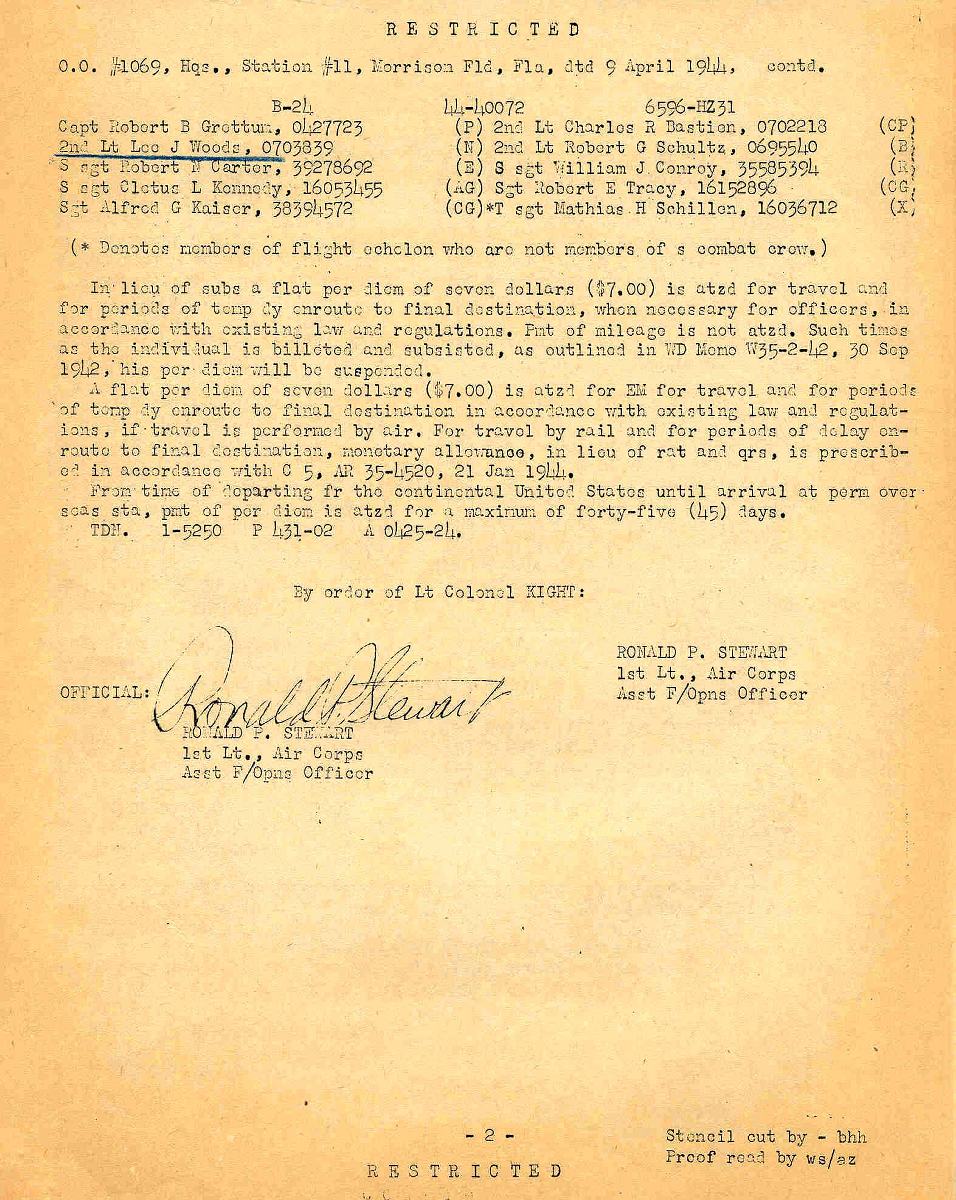 RESTRICTED
O.O. #1069, Hqs., Station #11, Morrison Fld, Fla, dtd 9 April 1944, contd.
B-24 44-40072 6596-HZ31
Capt Robert B Grettum, 0427723 (P) 2nd Lt Charles R Bastien, 0702218 (CP)
2nd Lt Leo J Woods, 0703839 (N) 2nd Lt Robert G Schultz, 0695540 (B)
S sgt Robert N Carter, 39278692 (E) S sgt William J Conroy, 35585394 (R)
S sgt Cletus L Kennedy, 16053455 (AG) Sgt Robert E Tracy, 16152896 (CG)
Sgt Alfred G Kaiser, 38394572 (CG)*T sgt Mathias H Schillen, 16036712 (X)
(* Denotes members of flight echelon who are not members of s combat crew.)
In lieu of subs a flat per diem of seven dollars ($7.00) is atzd for travel and
for periods of temp dy enroute to final destination, when necessary for officers, in
accordance with existing law and regulations. Pmt of mileage is not atzd. Such times
as the individual is billeted and subsisted, as outlined in WD Memo W35-2-42, 30 Sep
1942, his per diem will be suspended.
A flat per diem of seven dollars ($7.00) is atzd for EM for travel and for periods
of temp dy enroute to final destination in accordance with existing law and regulat-
ions, if travel is performed by air. For travel by rail and for periods of delay en-
route to final destination, monetary allowance, in lieu of rat and qrs, is prescrib-
ed in accordance with C 5, AR 35-4520, 21 Jan 1944.
From time of departing fr the continental United States until arrival at perm over
seas sta, pmt of per diem is atzd for a maximum of forty-five (45) days.
TDN. 1-5250 P 431-02 A 0425-24.
By order of Lt Colonel KIGHT:
RONALD P. STEWART
1st Lt., Air Corps
Asst F/Opns Officer
OFFICIAL: Ronald P. Stewart
RONALD P. STEWART
1st Lt., Air Corps
Asst F/Opns Officer
- 2 -
Stencil cut by - bhh
Proof read by ws/az
RESTRICTED